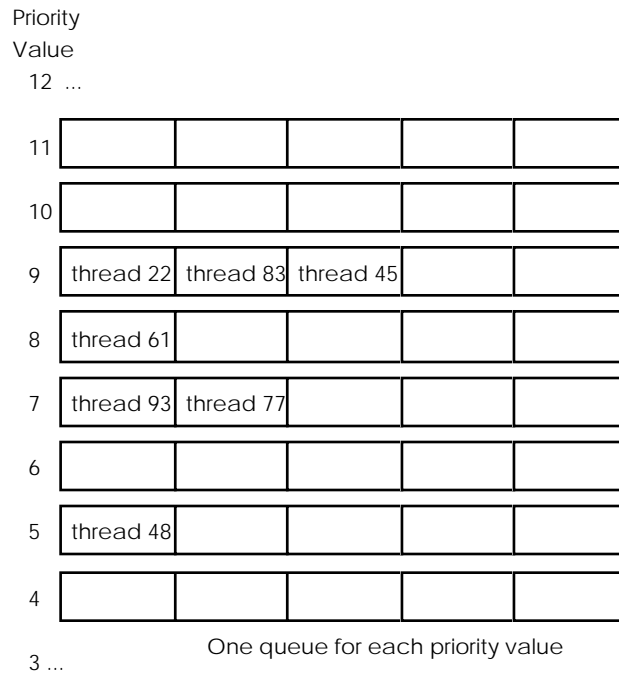 Priority
Value
12 ...
11
10
9 thread 22 thread 83 thread 45
8 thread 61
7 thread 93 thread 77
6
5 thread 48
4
One queue for each priority value
3 ...